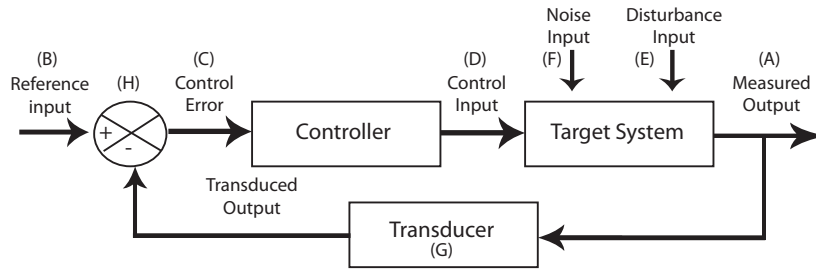 Noise
Input
(F)
Disturbance
Input
(E)
(B)
Reference
input
(H)
+
-
(C)
Control
Error
Controller
(D)
Control
Input
Target System
(A)
Measured
Output
Transduced
Output
Transducer
(G)